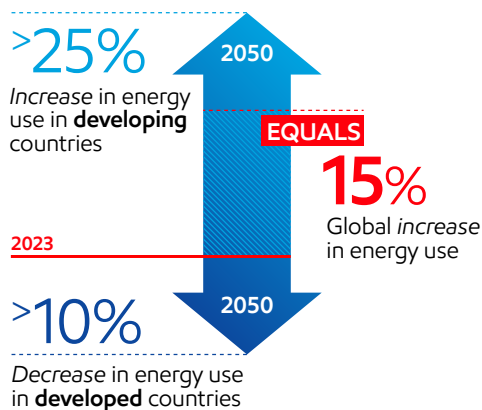 >25%
Increase in energy
use in developing
countries
2050
EQUALS
15%
Global increase
in energy use
2023
2050
>10%
Decrease in energy use
in developed countries